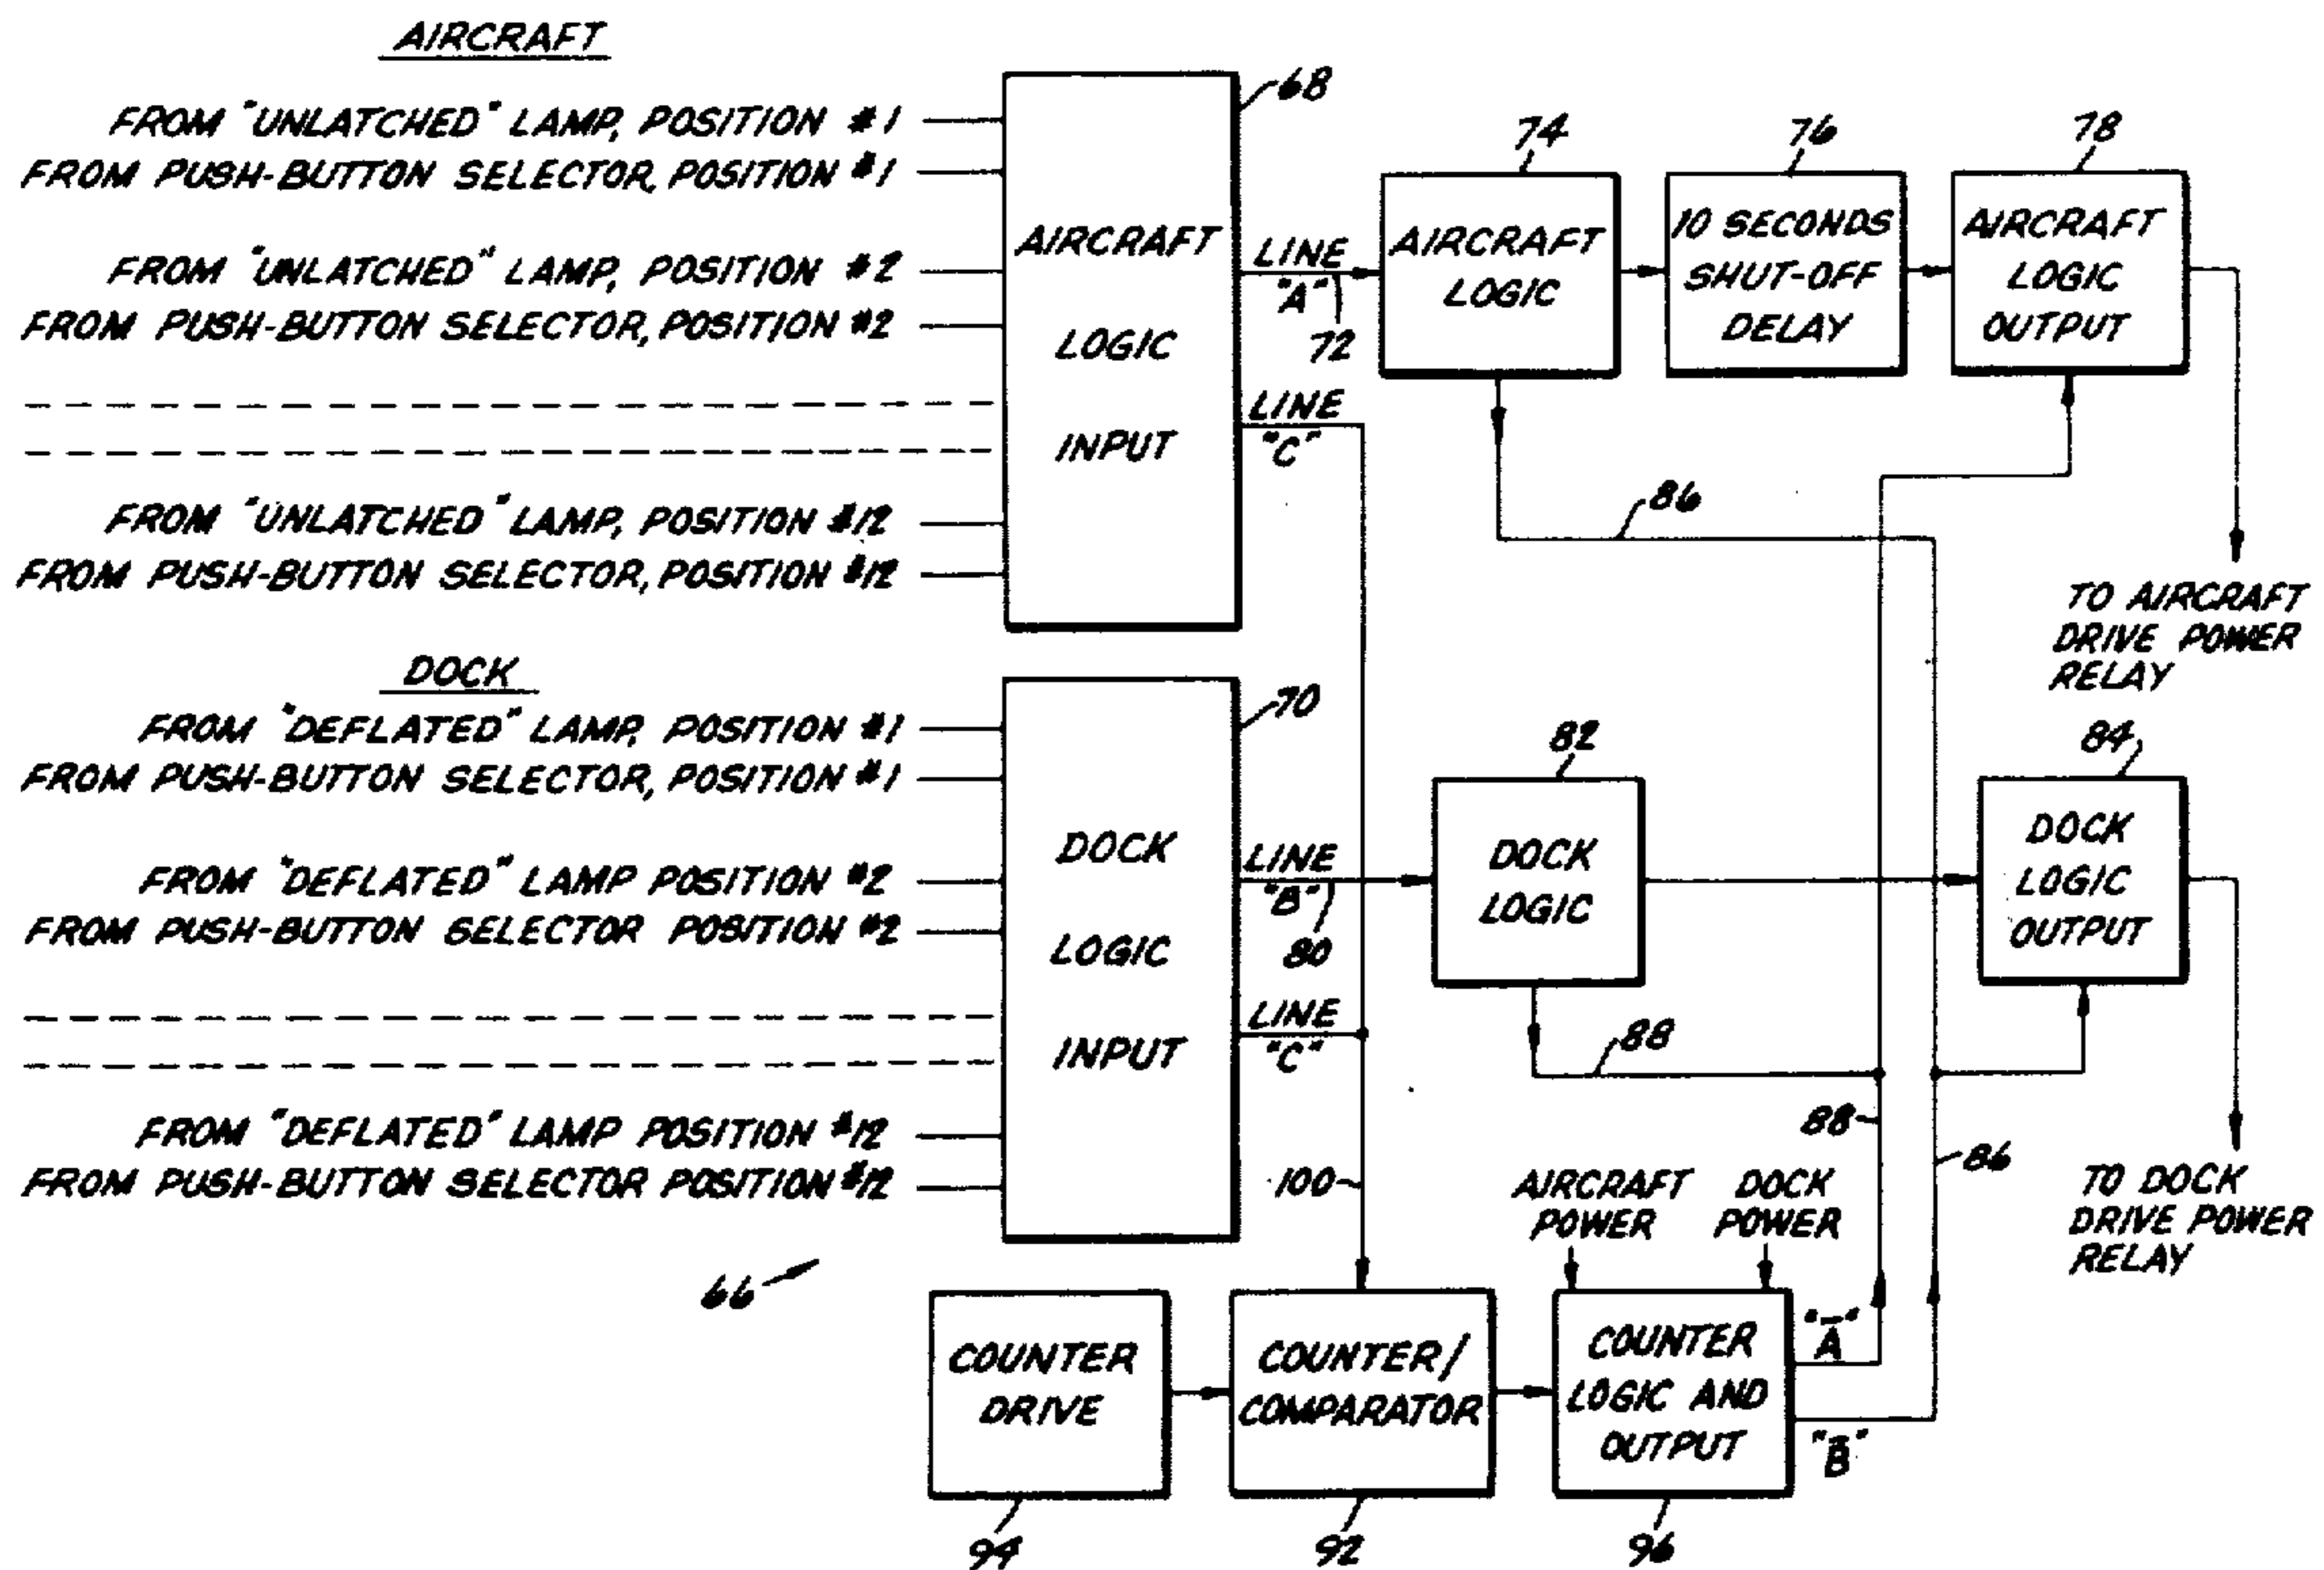 AIRCRAFT
FROM "UNLATCHED" LAMP, POSITION #1
FROM PUSH-BUTTON SELECTOR, POSITION #1
FROM "UNLATCHED" LAMP, POSITION #2
FROM PUSH-BUTTON SELECTOR, POSITION #2
FROM "UNLATCHED" LAMP, POSITION #12
FROM PUSH-BUTTON SELECTOR, POSITION #12
AIRCRAFT
LOGIC
INPUT
68
LINE
"A"
72
LINE
"C"
74
AIRCRAFT
LOGIC
76
10 SECONDS
SHUT-OFF
DELAY
78
AIRCRAFT
LOGIC
OUTPUT
86
TO AIRCRAFT
DRIVE POWER
RELAY
DOCK
FROM "DEFLATED" LAMP, POSITION #1
FROM PUSH-BUTTON SELECTOR, POSITION #1
FROM "DEFLATED" LAMP POSITION #2
FROM PUSH-BUTTON SELECTOR POSITION #2
FROM "DEFLATED" LAMP POSITION #12
FROM PUSH-BUTTON SELECTOR POSITION #12
DOCK
LOGIC
INPUT
70
LINE
"B"
80
LINE
"C"
82
DOCK
LOGIC
84
DOCK
LOGIC
OUTPUT
88
88
86
100
AIRCRAFT
POWER
DOCK
POWER
TO DOCK
DRIVE POWER
RELAY
66
COUNTER
DRIVE
94
COUNTER/
COMPARATOR
92
COUNTER
LOGIC AND
OUTPUT
96
"A̅"
"B̅"